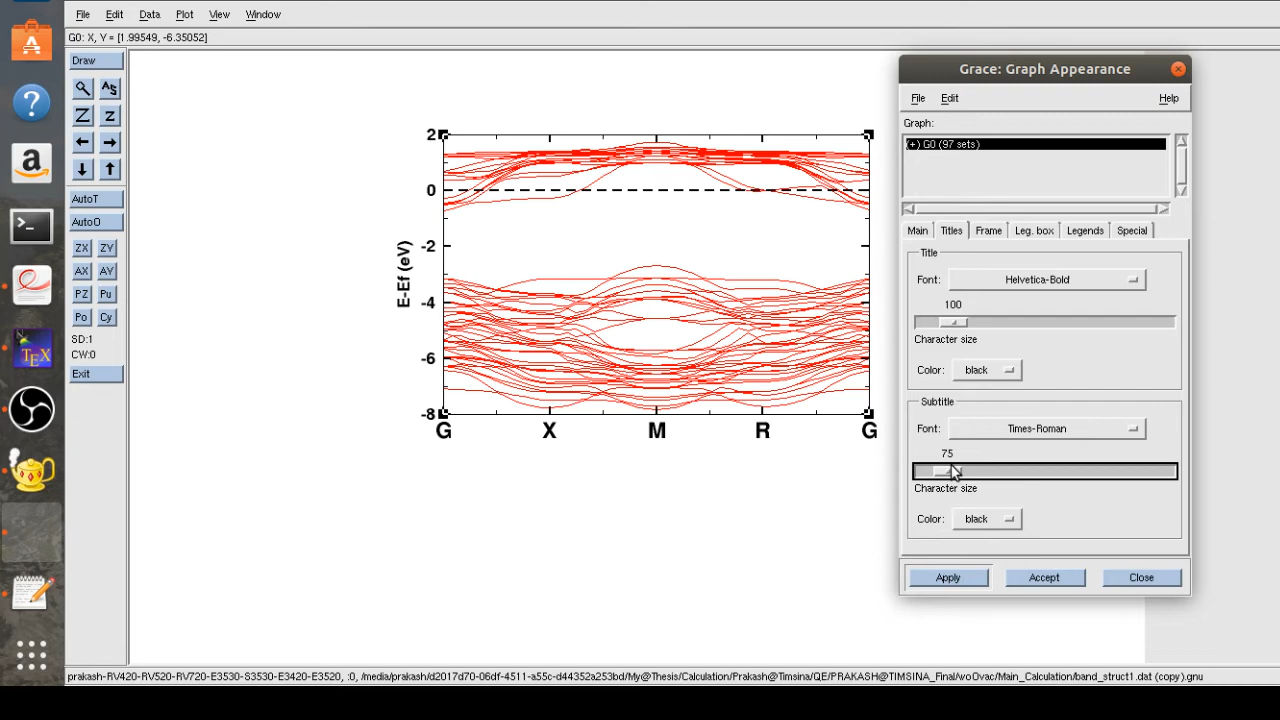 File Edit Data Plot View Window
G0: X, Y = [1.99549, -6.35052]
Draw
Z z
AutoT
AutoO
ZX ZY
AX AY
PZ Pu
Po Cy
SD:1
CW:0
Exit
TEX
E-Ef (eV)
2
0
-2
-4
-6
-8
G X M R G
Grace: Graph Appearance
File Edit Help
Graph:
(+) G0 (97 sets)
Main Titles Frame Leg. box Legends Special
Title
Font: Helvetica-Bold
100
Character size
Color: black
Subtitle
Font: Times-Roman
75
Character size
Color: black
Apply Accept Close
prakash-RV420-RV520-RV720-E3530-S3530-E3420-E3520, :0, /media/prakash/d2017d70-06df-4511-a55c-d44352a253bd/My@Thesis/Calculation/Prakash@Timsina/QE/PRAKASH@TIMSINA_Final/woOvac/Main_Calculation/band_struct1.dat (copy).gnu